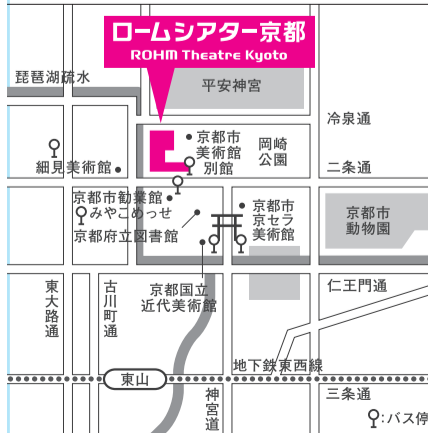 ロームシアター京都
ROHM Theatre Kyoto
琵琶湖疏水
平安神宮
冷泉通
京都市
美術館
別館
岡崎
公園
細見美術館
二条通
京都市勧業館
みやこめっせ
京都府立図書館
京都市
京セラ
美術館
京都市
動物園
東大路通
古川町通
京都国立
近代美術館
仁王門通
地下鉄東西線
東山
神宮道
三条通
:バス停